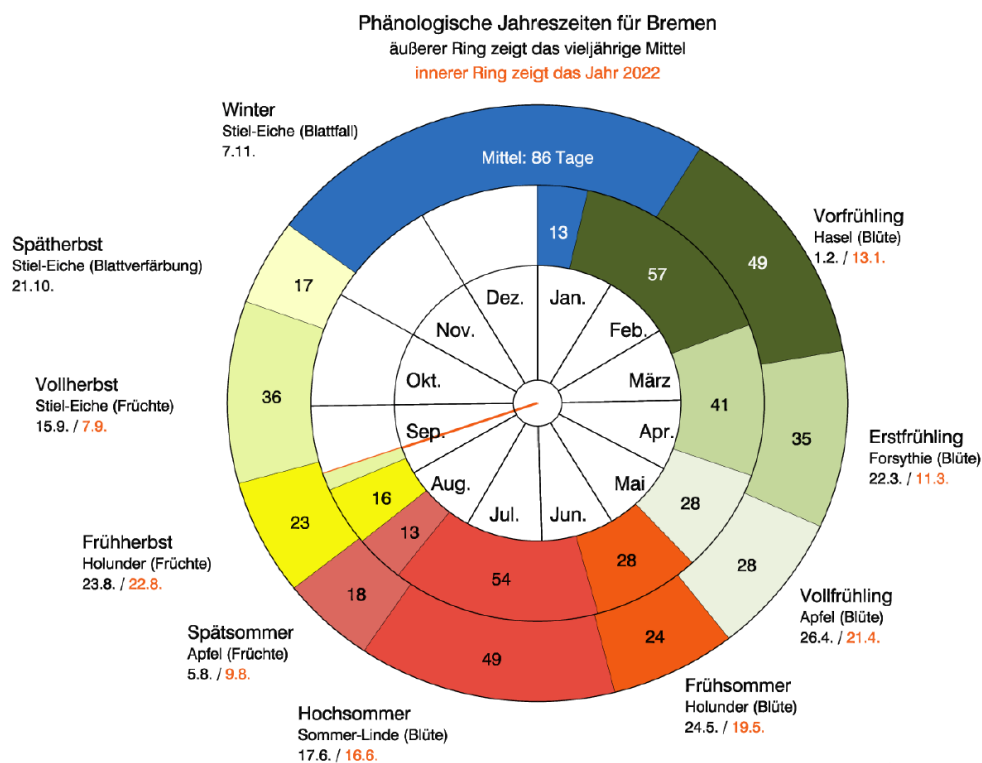 Phänologische Jahreszeiten für Bremen
äußerer Ring zeigt das vieljährige Mittel
innerer Ring zeigt das Jahr 2022
Winter
Stiel-Eiche (Blattfall)
7.11.
Mittel: 86 Tage
Vorfrühling
Hasel (Blüte)
1.2. / 13.1.
Spätherbst
Stiel-Eiche (Blattverfärbung)
21.10.
13
57
49
17
Dez.
Jan.
Nov.
Feb.
Vollherbst
Stiel-Eiche (Früchte)
15.9. / 7.9.
36
Okt.
März
41
35
Sep.
Apr.
Erstfrühling
Forsythie (Blüte)
22.3. / 11.3.
Aug.
Mai
Jul.
Jun.
16
28
23
13
28
54
28
Frühherbst
Holunder (Früchte)
23.8. / 22.8.
18
24
49
Vollfrühling
Apfel (Blüte)
26.4. / 21.4.
Spätsommer
Apfel (Früchte)
5.8. / 9.8.
Frühsommer
Holunder (Blüte)
24.5. / 19.5.
Hochsommer
Sommer-Linde (Blüte)
17.6. / 16.6.